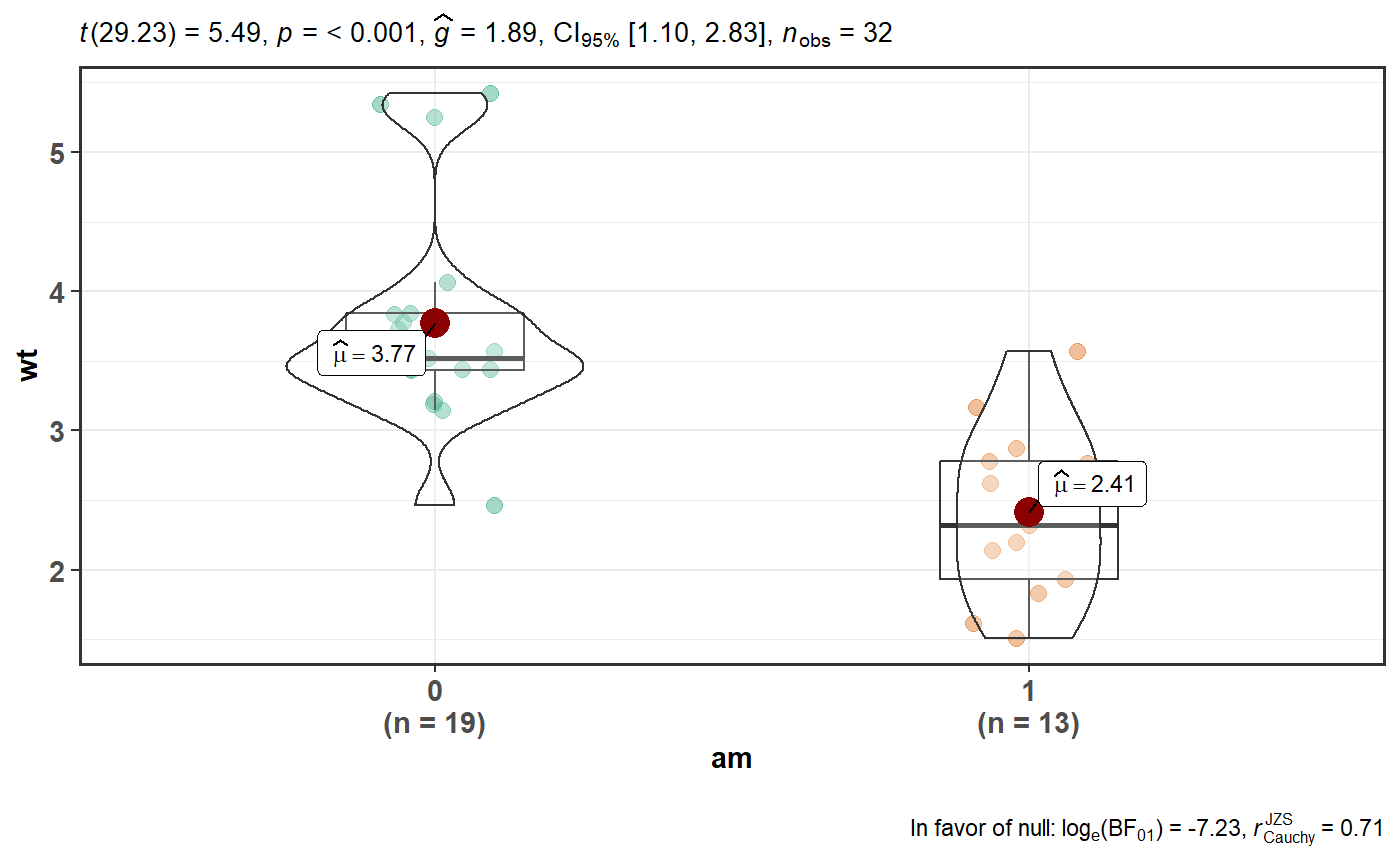 t(29.23) = 5.49, p = < 0.001, ĝ = 1.89, CI95% [1.10, 2.83], nobs = 32
5
4
3
2
wt
μ̂ = 3.77
μ̂ = 2.41
0
(n = 19)
1
(n = 13)
am
In favor of null: loge(BF01) = -7.23, rJZSCauchy = 0.71